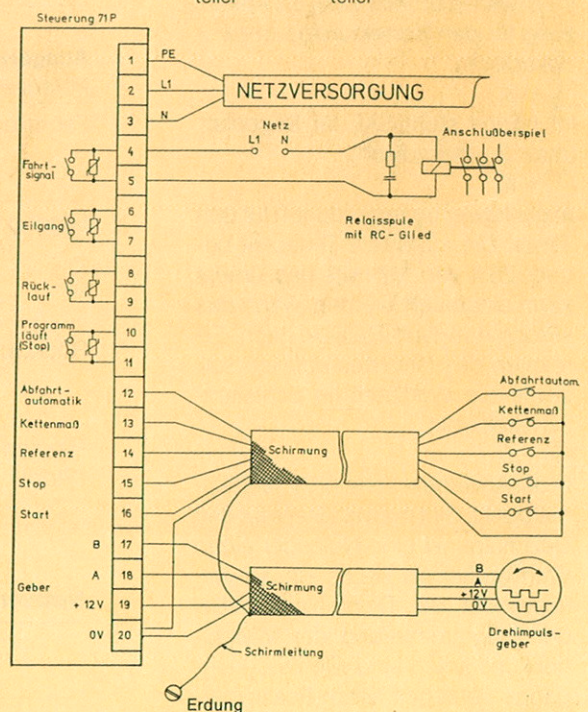 teller teller
Steuerung 71P
1 PE
2 L1
3 N
NETZVERSORGUNG
Netz
L1 N
Anschlußbeispiel
Fahrt-
signal
4
5
Relaisspule
mit RC-Glied
Eilgang
6
7
Rück-
lauf
8
9
Programm
läuft
(Stop)
10
11
Abfahrt-
automatik
12
Kettenmaß 13
Referenz 14
Stop 15
Start 16
Schirmung
Abfahrtautom.
Kettenmaß
Referenz
Stop
Start
Geber
B 17
A 18
+12V 19
0V 20
Schirmung
B
A
+12V
0V
Drehimpuls-
geber
Schirmleitung
Erdung